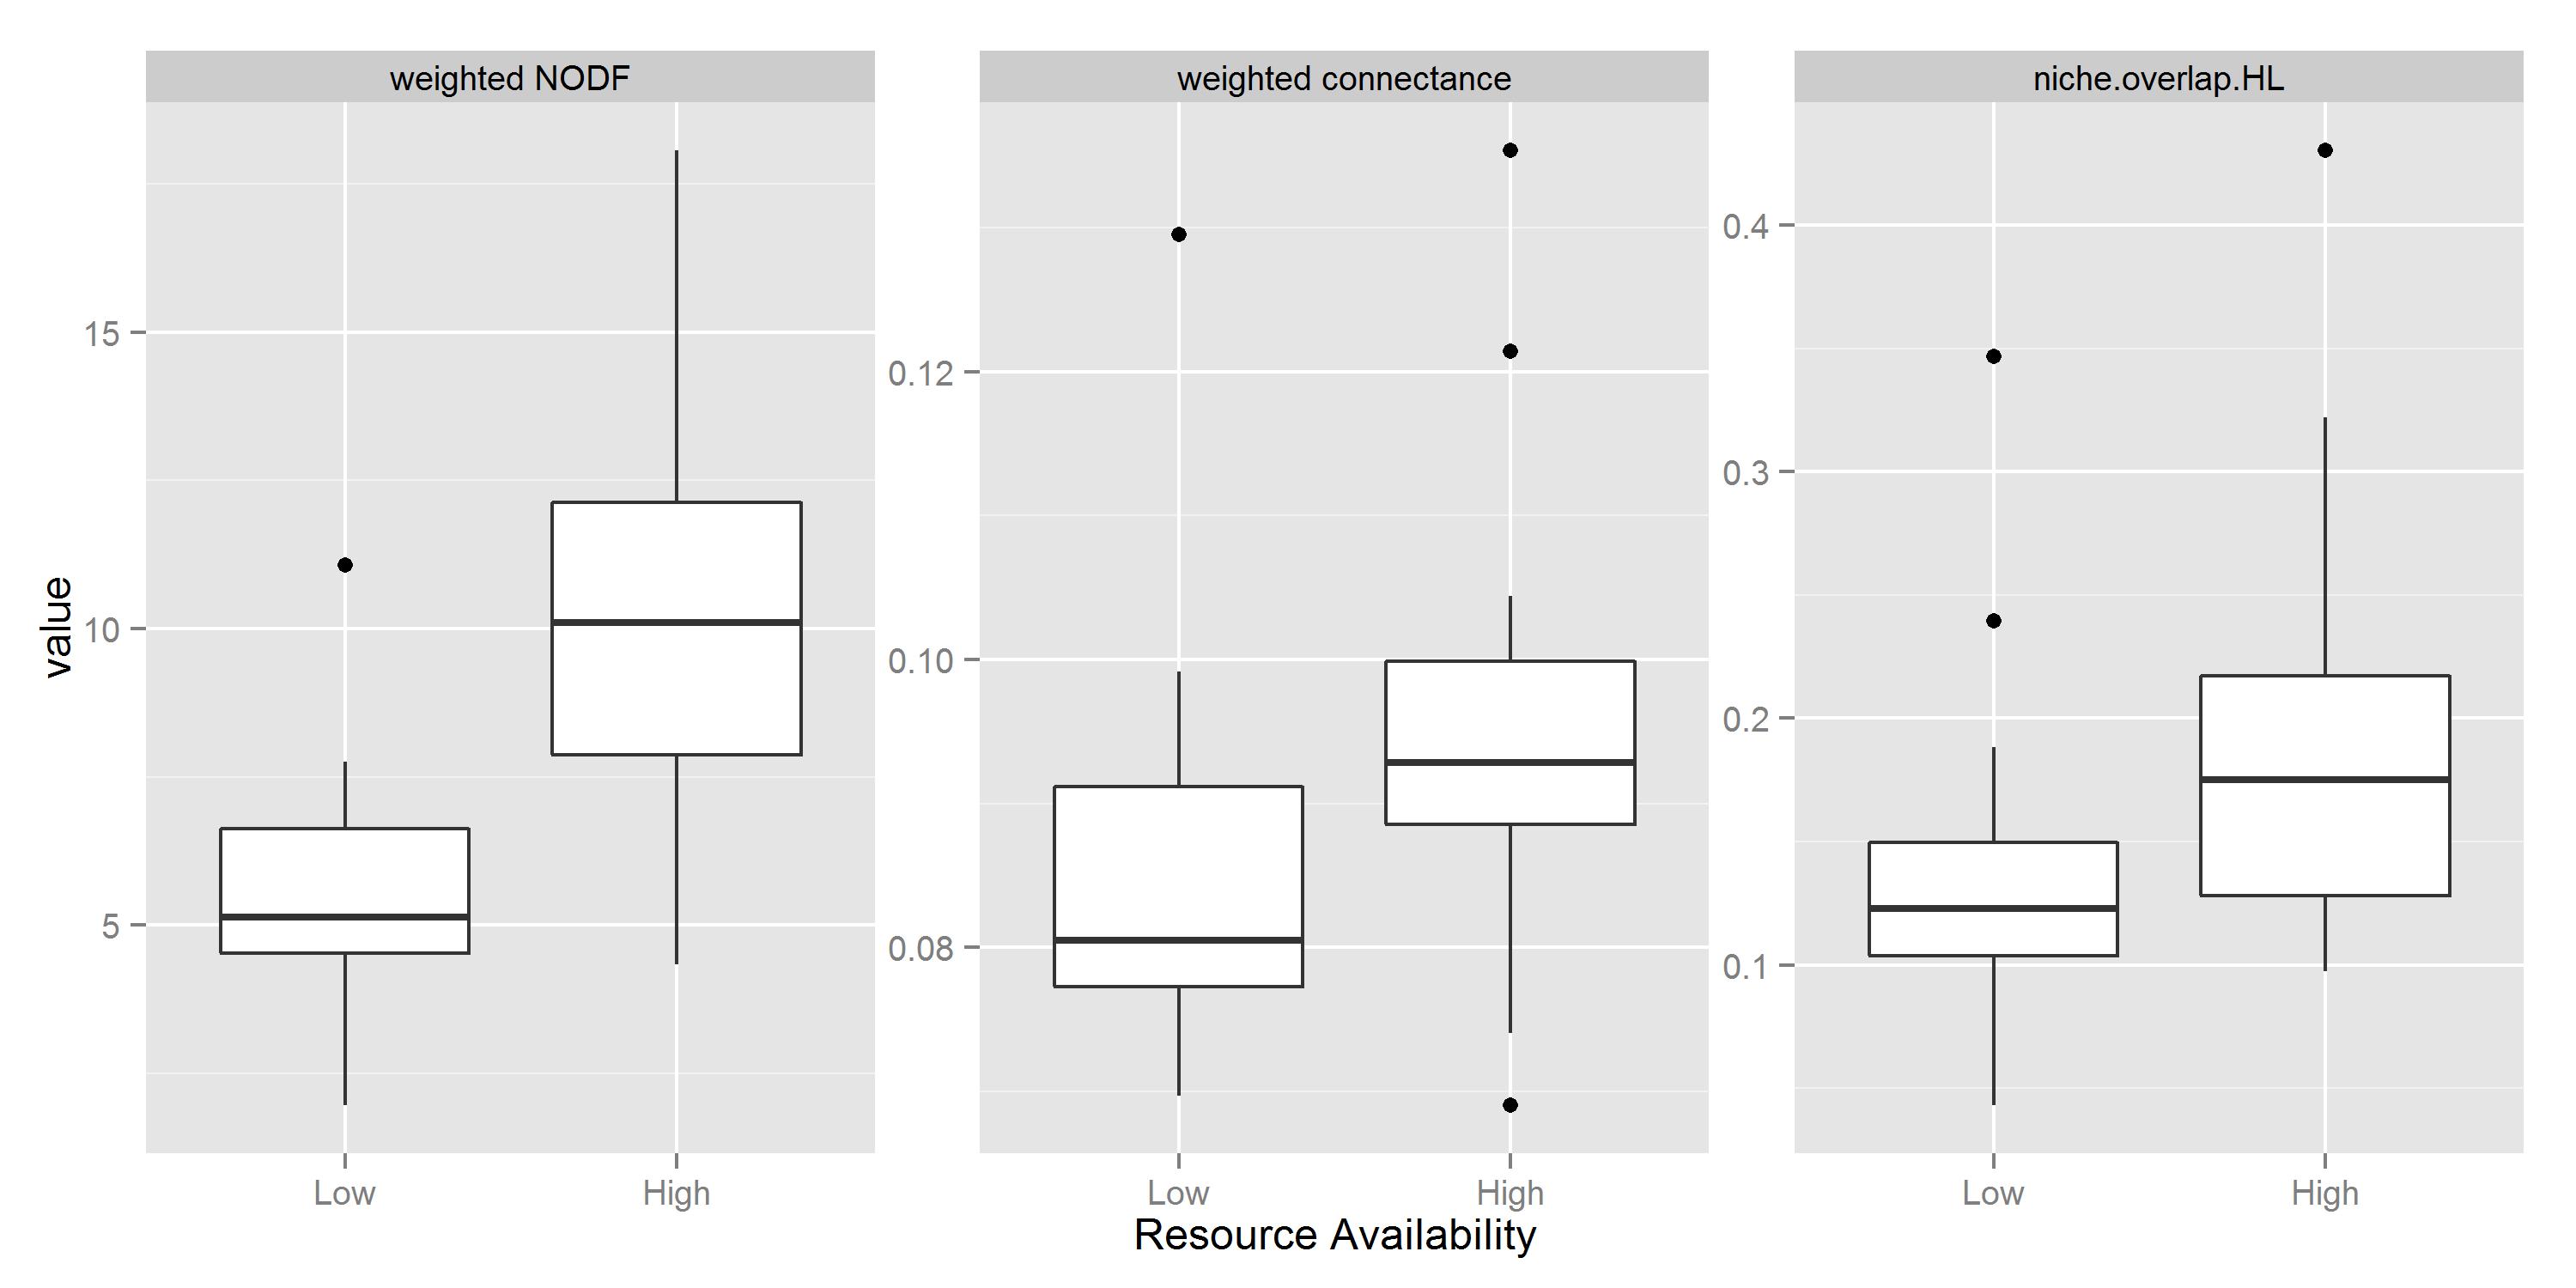 weighted NODF
weighted connectance
niche.overlap.HL
value
15
10
5
0.12
0.10
0.08
0.4
0.3
0.2
0.1
Low
High
Low
High
Low
High
Resource Availability